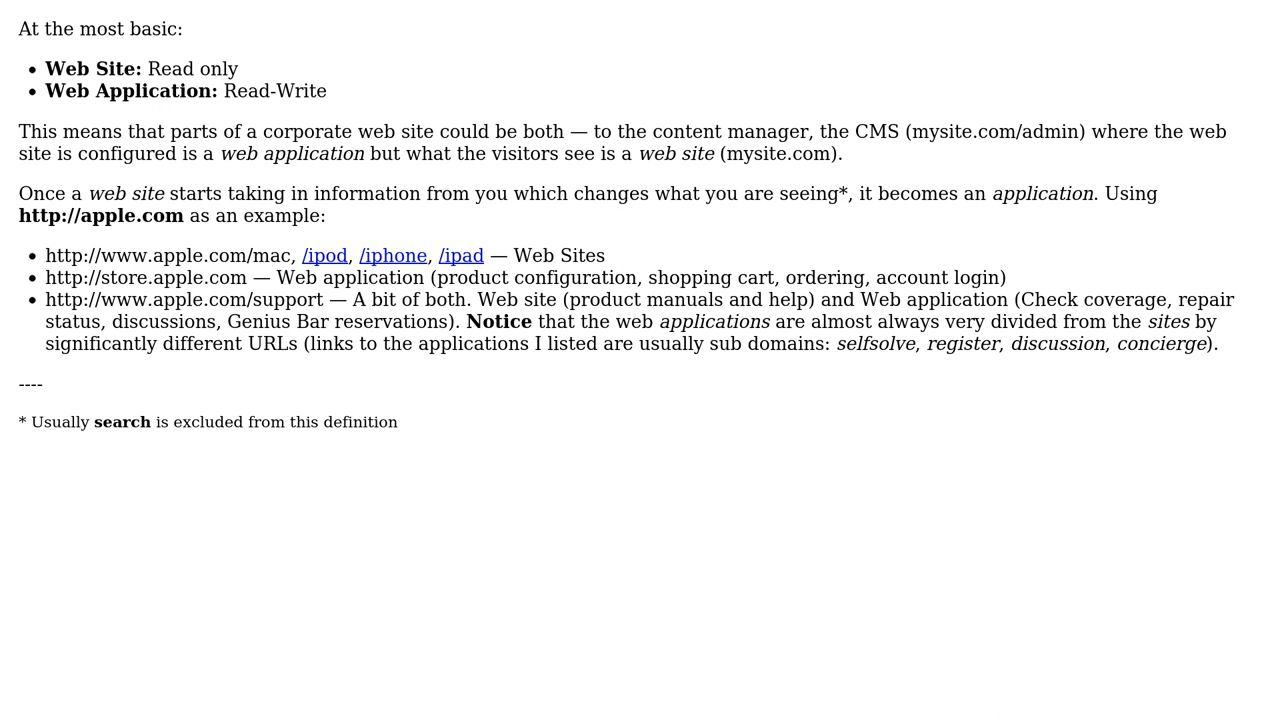 At the most basic:
• Web Site: Read only
• Web Application: Read-Write
This means that parts of a corporate web site could be both — to the content manager, the CMS (mysite.com/admin) where the web
site is configured is a web application but what the visitors see is a web site (mysite.com).
Once a web site starts taking in information from you which changes what you are seeing*, it becomes an application. Using
http://apple.com as an example:
• http://www.apple.com/mac, /ipod, /iphone, /ipad — Web Sites
• http://store.apple.com — Web application (product configuration, shopping cart, ordering, account login)
• http://www.apple.com/support — A bit of both. Web site (product manuals and help) and Web application (Check coverage, repair
status, discussions, Genius Bar reservations). Notice that the web applications are almost always very divided from the sites by
significantly different URLs (links to the applications I listed are usually sub domains: selfsolve, register, discussion, concierge).
----
* Usually search is excluded from this definition